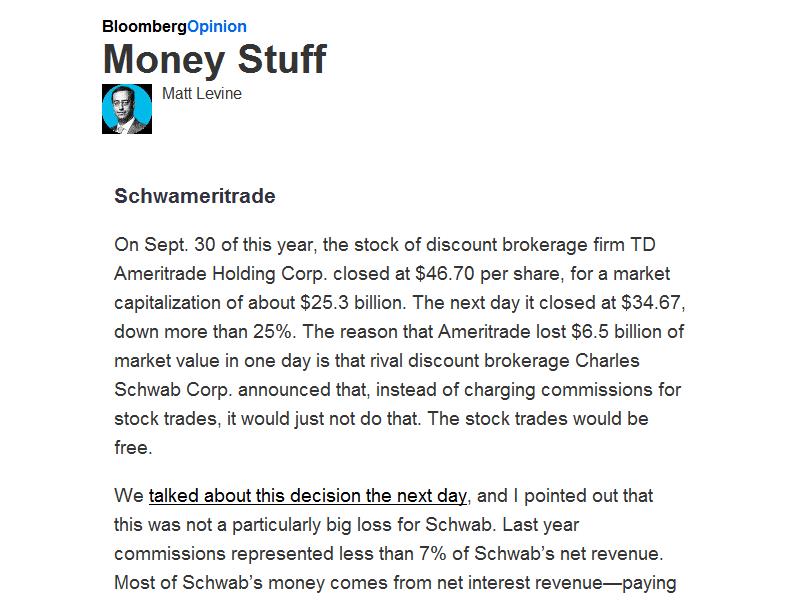 BloombergOpinion
Money Stuff
Matt Levine
Schwameritrade
On Sept. 30 of this year, the stock of discount brokerage firm TD
Ameritrade Holding Corp. closed at $46.70 per share, for a market
capitalization of about $25.3 billion. The next day it closed at $34.67,
down more than 25%. The reason that Ameritrade lost $6.5 billion of
market value in one day is that rival discount brokerage Charles
Schwab Corp. announced that, instead of charging commissions for
stock trades, it would just not do that. The stock trades would be
free.
We talked about this decision the next day, and I pointed out that
this was not a particularly big loss for Schwab. Last year
commissions represented less than 7% of Schwab’s net revenue.
Most of Schwab’s money comes from net interest revenue—paying